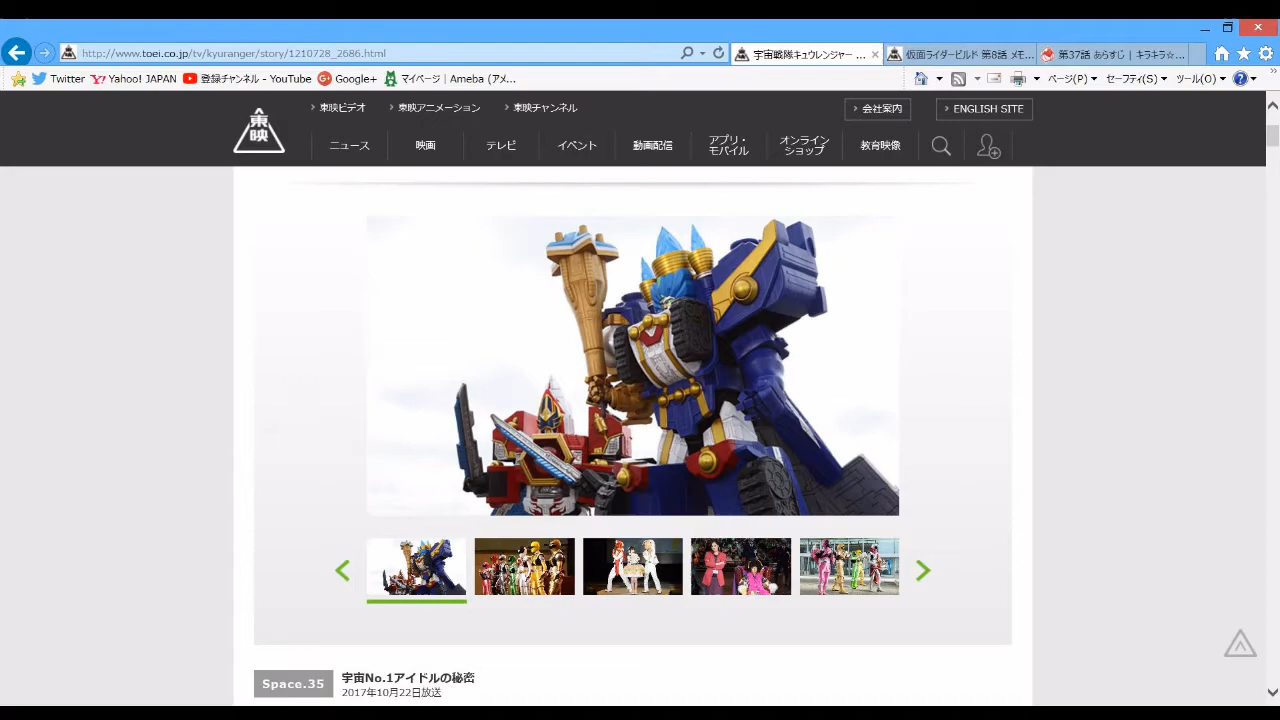 http://www.toei.co.jp/tv/kyuranger/story/1210728_2686.html
宇宙戦隊キュウレンジャー ...
仮面ライダービルド 第8話 メモ...
第37話 あらすじ | キラキラ☆...
Twitter
Yahoo! JAPAN
登録チャンネル - YouTube
Google+
マイページ | Ameba (アメ...
ページ(P)
セーフティ(S)
ツール(O)
東映
東映ビデオ
東映アニメーション
東映チャンネル
会社案内
ENGLISH SITE
ニュース
映画
テレビ
イベント
動画配信
アプリ・
モバイル
オンライン
ショップ
教育映像
Space.35
宇宙No.1アイドルの秘密
2017年10月22日放送